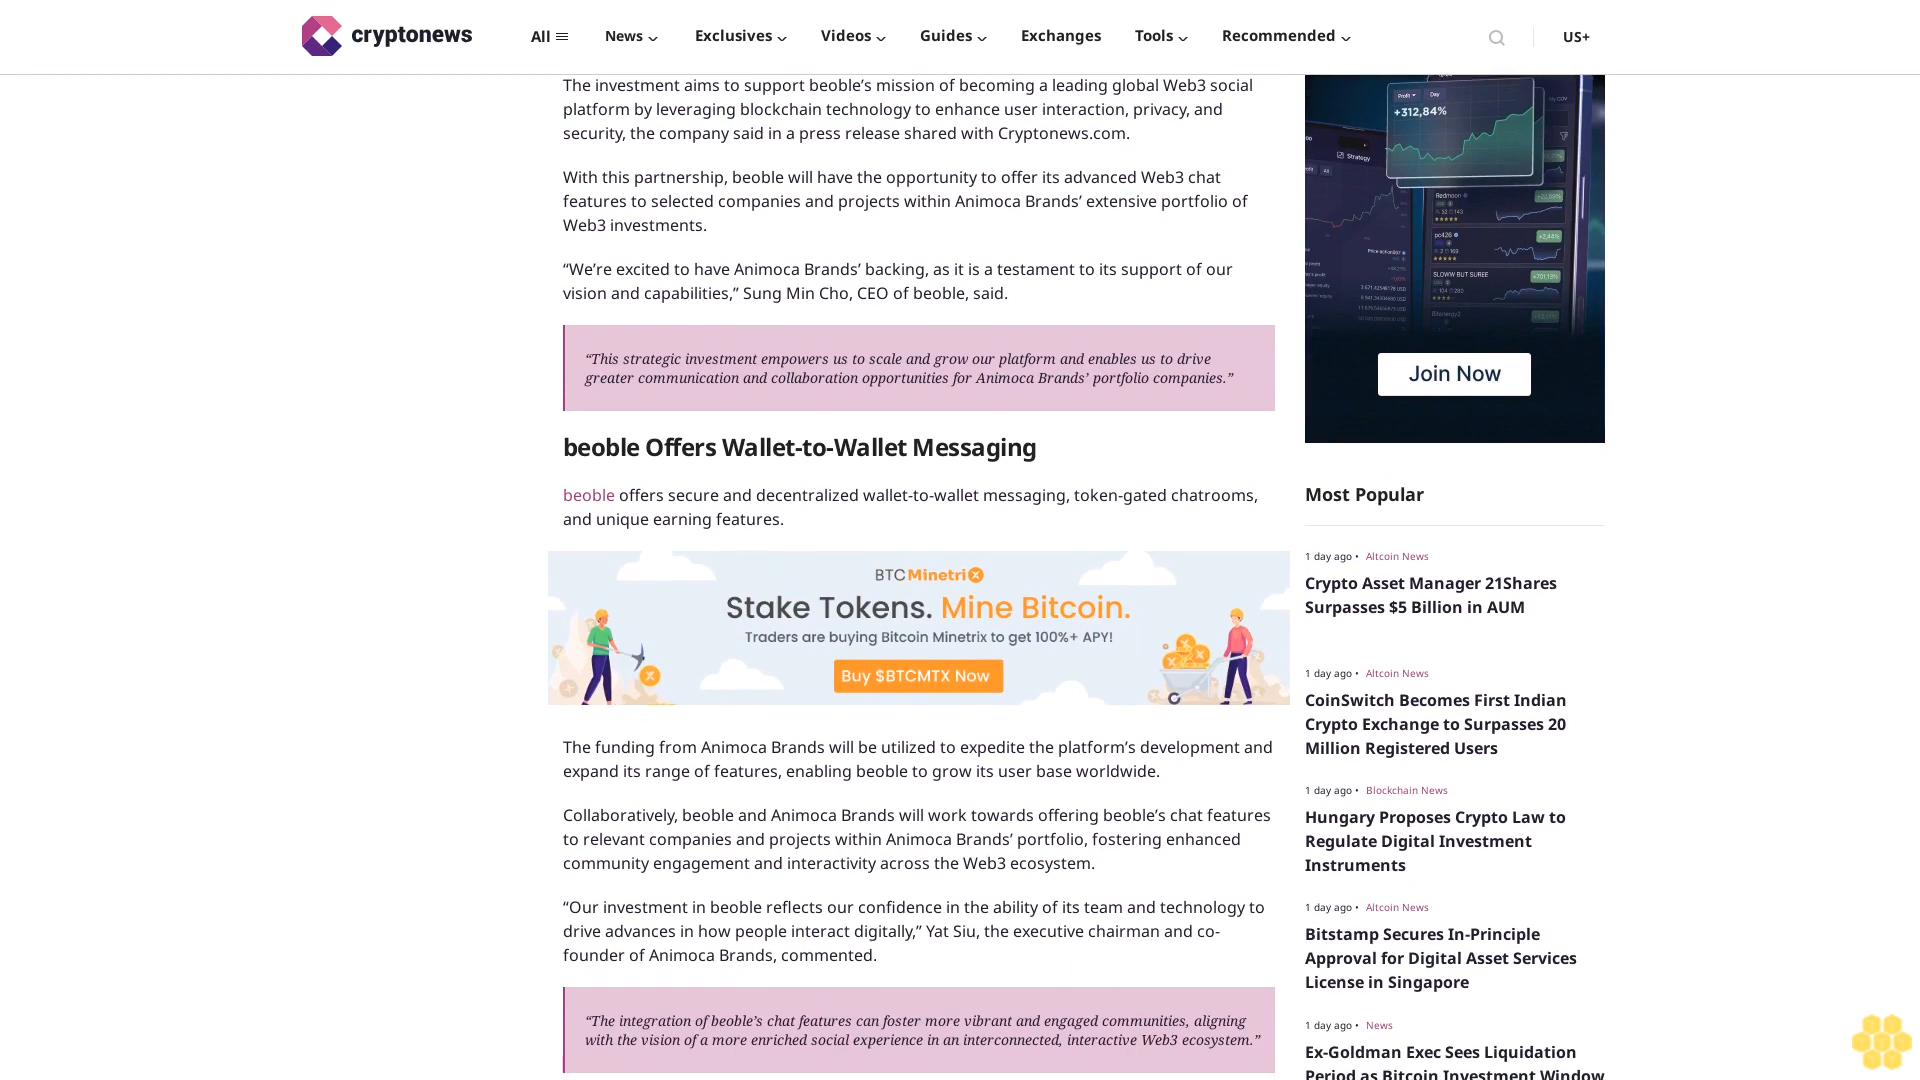 cryptonews
All
News
Exclusives
Videos
Guides
Exchanges
Tools
Recommended
US+
The investment aims to support beoble’s mission of becoming a leading global Web3 social
platform by leveraging blockchain technology to enhance user interaction, privacy, and
security, the company said in a press release shared with Cryptonews.com.
With this partnership, beoble will have the opportunity to offer its advanced Web3 chat
features to selected companies and projects within Animoca Brands’ extensive portfolio of
Web3 investments.
“We’re excited to have Animoca Brands’ backing, as it is a testament to its support of our
vision and capabilities,” Sung Min Cho, CEO of beoble, said.
“This strategic investment empowers us to scale and grow our platform and enables us to drive
greater communication and collaboration opportunities for Animoca Brands’ portfolio companies.”
beoble Offers Wallet-to-Wallet Messaging
beoble offers secure and decentralized wallet-to-wallet messaging, token-gated chatrooms,
and unique earning features.
BTC Minetrix
Stake Tokens. Mine Bitcoin.
Traders are buying Bitcoin Minetrix to get 100%+ APY!
Buy $BTCMTX Now
The funding from Animoca Brands will be utilized to expedite the platform’s development and
expand its range of features, enabling beoble to grow its user base worldwide.
Collaboratively, beoble and Animoca Brands will work towards offering beoble’s chat features
to relevant companies and projects within Animoca Brands’ portfolio, fostering enhanced
community engagement and interactivity across the Web3 ecosystem.
“Our investment in beoble reflects our confidence in the ability of its team and technology to
drive advances in how people interact digitally,” Yat Siu, the executive chairman and co-
founder of Animoca Brands, commented.
“The integration of beoble’s chat features can foster more vibrant and engaged communities, aligning
with the vision of a more enriched social experience in an interconnected, interactive Web3 ecosystem.”
Profit
Day
+312,84%
Strategy
All
Redmoon
52 143
pc426
+2,44%
2 169
SLOWW BUT SUREE
+701,13%
104 280
Bitenergy2
Join Now
Most Popular
1 day ago • Altcoin News
Crypto Asset Manager 21Shares
Surpasses $5 Billion in AUM
1 day ago • Altcoin News
CoinSwitch Becomes First Indian
Crypto Exchange to Surpasses 20
Million Registered Users
1 day ago • Blockchain News
Hungary Proposes Crypto Law to
Regulate Digital Investment
Instruments
1 day ago • Altcoin News
Bitstamp Secures In-Principle
Approval for Digital Asset Services
License in Singapore
1 day ago • News
Ex-Goldman Exec Sees Liquidation
Period as Bitcoin Investment Window